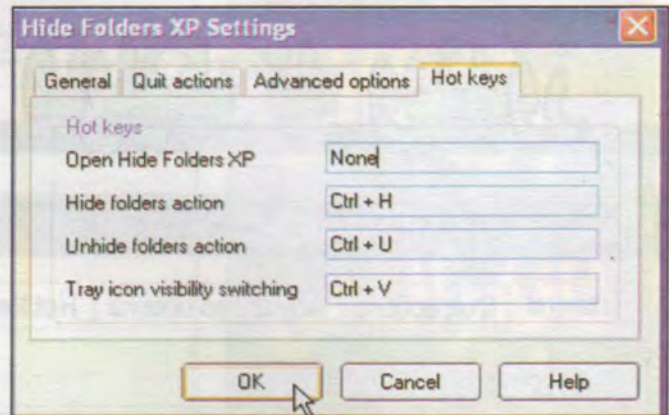 Hide Folders XP Settings
General Quit actions Advanced options Hot keys
Hot keys
Open Hide Folders XP None
Hide folders action Ctrl + H
Unhide folders action Ctrl + U
Tray icon visibility switching Ctrl + V
OK Cancel Help